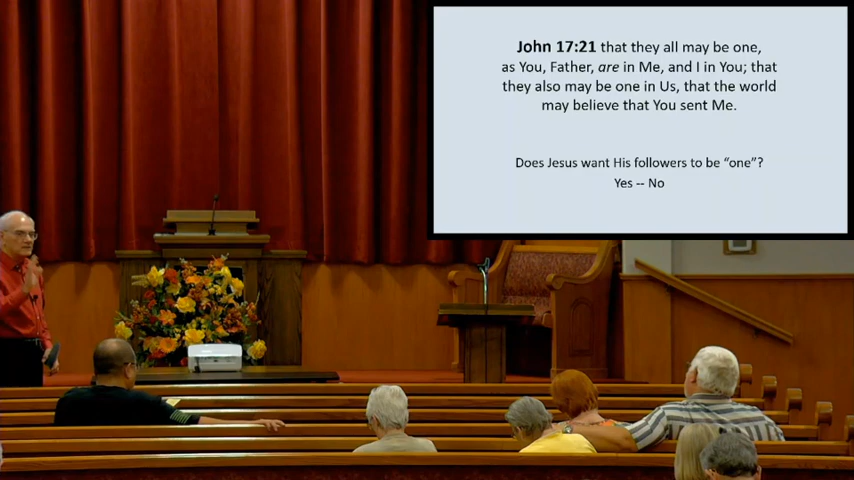 John 17:21 that they all may be one,
as You, Father, are in Me, and I in You; that
they also may be one in Us, that the world
may believe that You sent Me.
Does Jesus want His followers to be “one”?
Yes -- No